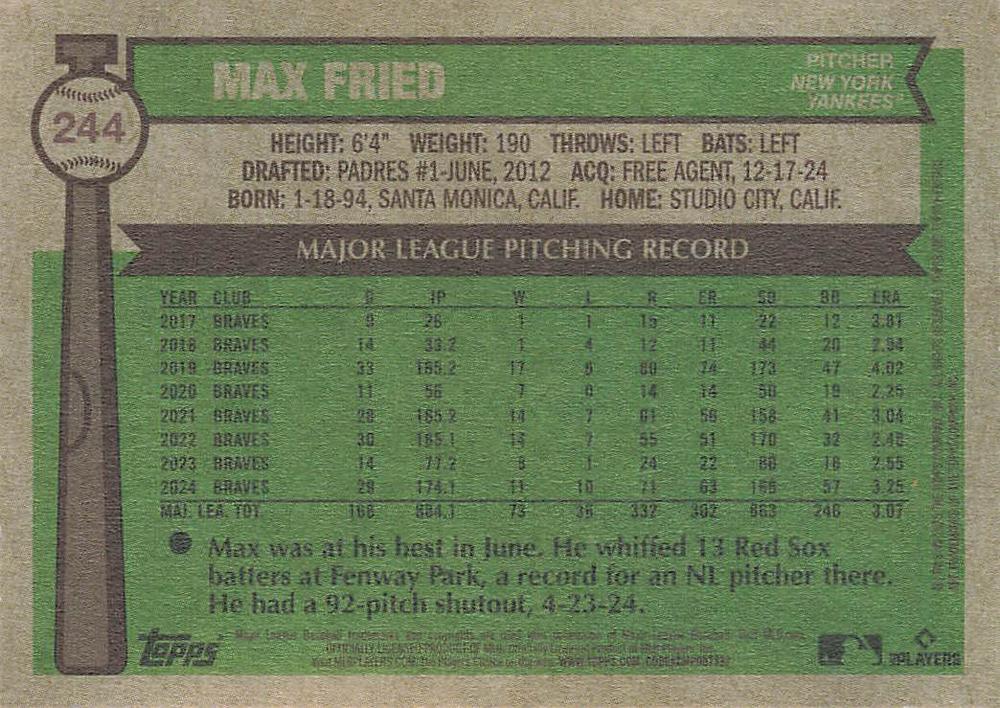 MAX FRIED
PITCHER
NEW YORK
YANKEES
244
HEIGHT: 6'4" WEIGHT: 190 THROWS: LEFT BATS: LEFT
DRAFTED: PADRES #1-JUNE, 2012 ACQ: FREE AGENT, 12-17-24
BORN: 1-18-94, SANTA MONICA, CALIF. HOME: STUDIO CITY, CALIF.
MAJOR LEAGUE PITCHING RECORD
YEAR CLUB G IP W L R ER SO BB ERA
2017 BRAVES 9 26 1 1 15 11 22 12 3.81
2018 BRAVES 14 33.2 1 4 12 11 44 20 2.94
2019 BRAVES 33 165.2 17 6 80 74 173 47 4.02
2020 BRAVES 11 56 7 0 14 14 50 19 2.25
2021 BRAVES 28 165.2 14 7 61 56 158 41 3.04
2022 BRAVES 30 185.1 14 7 55 51 170 32 2.48
2023 BRAVES 14 77.2 8 1 24 22 80 18 2.55
2024 BRAVES 29 174.1 11 10 71 63 166 57 3.25
MAJ. LEA. TOT. 168 884.1 73 36 332 302 863 246 3.07
Max was at his best in June. He whiffed 13 Red Sox
batters at Fenway Park, a record for an NL pitcher there.
He had a 92-pitch shutout, 4-23-24.
Topps
PLAYERS